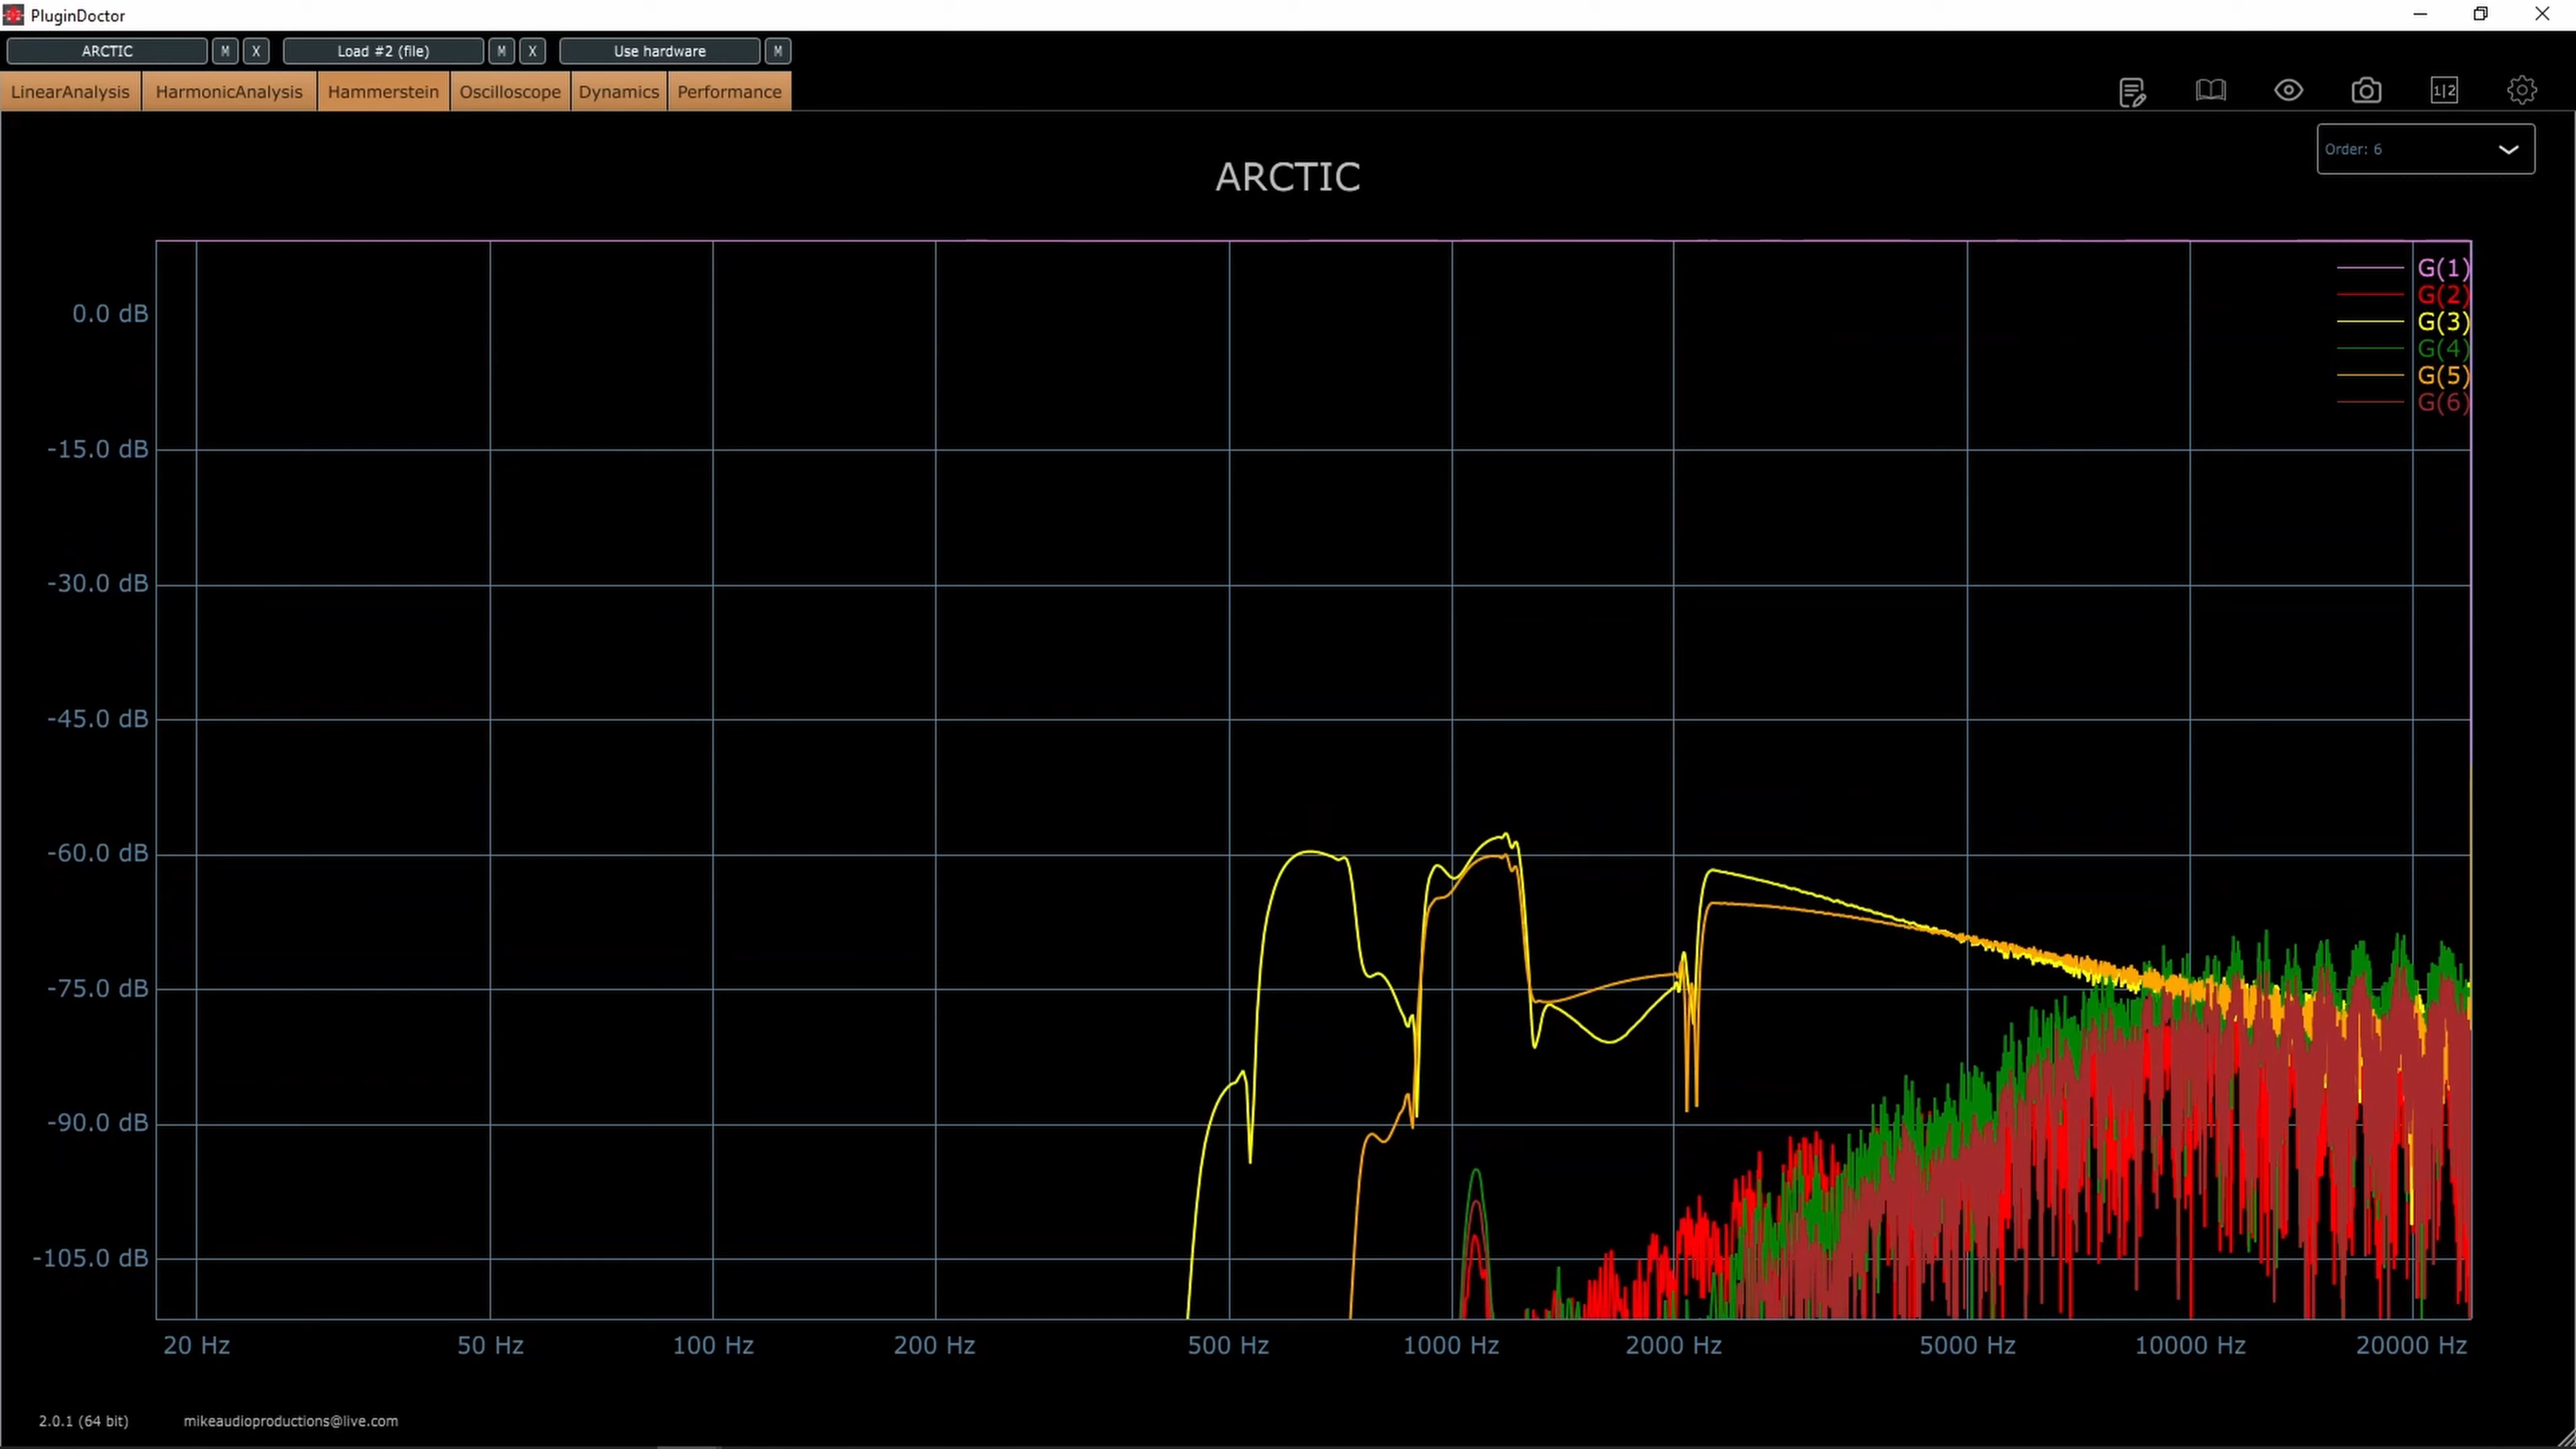 PluginDoctor
ARCTIC M X Load #2 (file) M X Use hardware M
LinearAnalysis HarmonicAnalysis Hammerstein Oscilloscope Dynamics Performance
1|2
Order: 6
ARCTIC
G(1)
G(2)
G(3)
G(4)
G(5)
G(6)
0.0 dB
-15.0 dB
-30.0 dB
-45.0 dB
-60.0 dB
-75.0 dB
-90.0 dB
-105.0 dB
20 Hz 50 Hz 100 Hz 200 Hz 500 Hz 1000 Hz 2000 Hz 5000 Hz 10000 Hz 20000 Hz
2.0.1 (64 bit) mikeaudioproductions@live.com